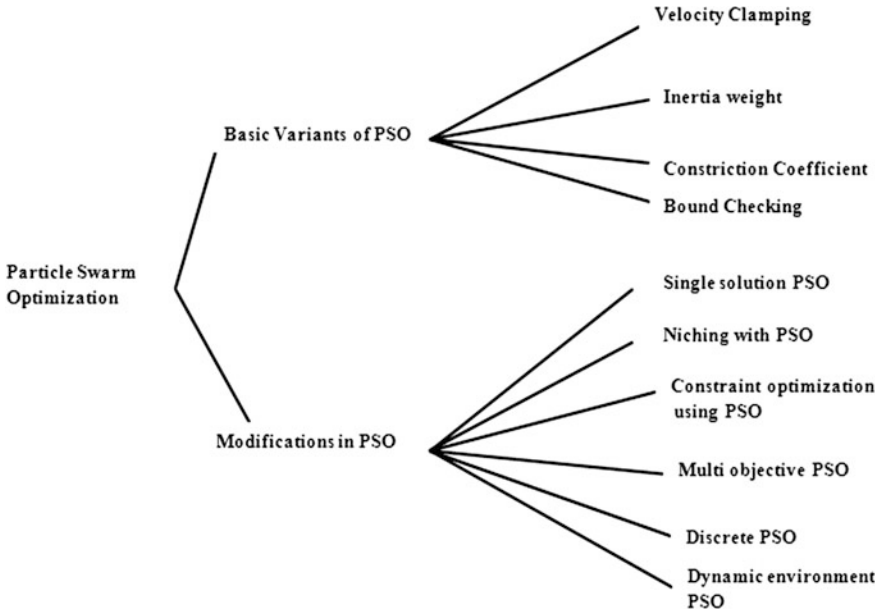 Velocity Clamping
Inertia weight
Basic Variants of PSO
Constriction Coefficient
Bound Checking
Particle Swarm
Optimization
Single solution PSO
Niching with PSO
Constraint optimization
using PSO
Modifications in PSO
Multi objective PSO
Discrete PSO
Dynamic environment
PSO